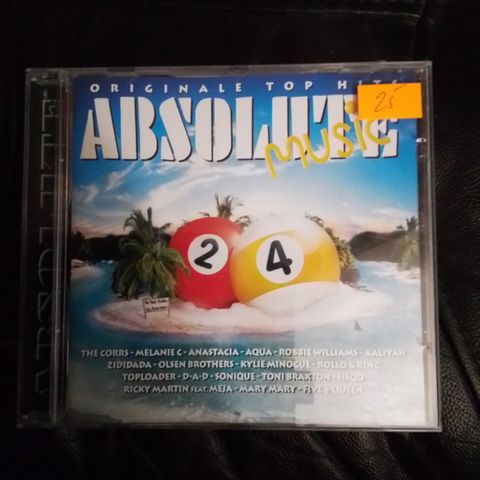 ORIGINALE TOP HITS
25
ABSOLUTE
MUSIC
2 4
THE CORRS - MELANIE C - ANASTACIA - AQUA - ROBBIE WILLIAMS - AALIYAH
ZIDIDADA - OLSEN BROTHERS - KYLIE MINOGUE - ROLLO & KING
TOPLOADER - D-A-D - SONIQUE - TONI BRAXTON - SISQO
RICKY MARTIN FEAT. MEJA - MARY MARY - FIVE + QUEEN
ABSOLUTE